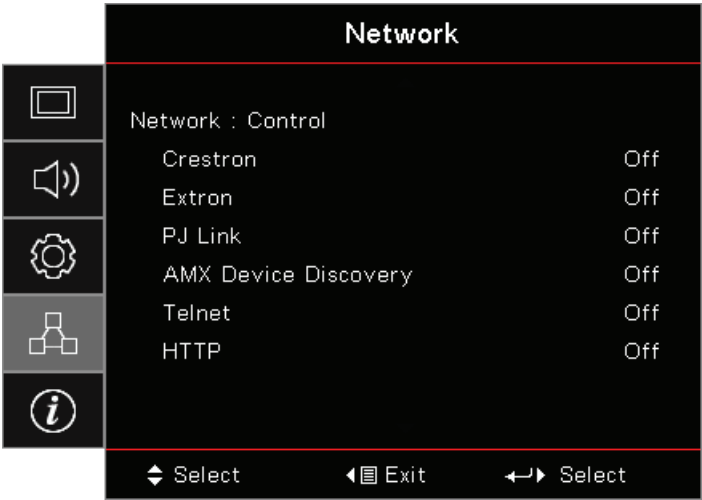 Network
Network : Control
Crestron Off
Extron Off
PJ Link Off
AMX Device Discovery Off
Telnet Off
HTTP Off
Select Exit Select